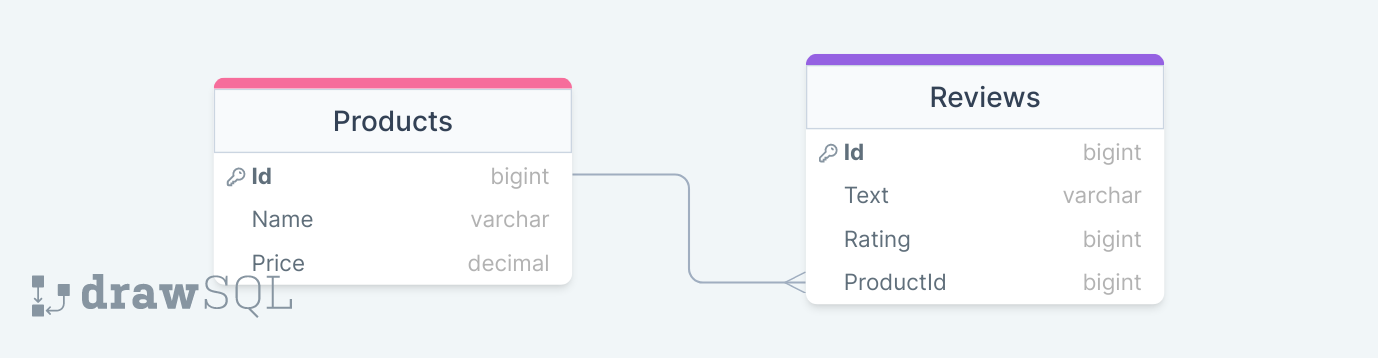 Products
Id bigint
Name varchar
Price decimal
Reviews
Id bigint
Text varchar
Rating bigint
ProductId bigint
drawSQL